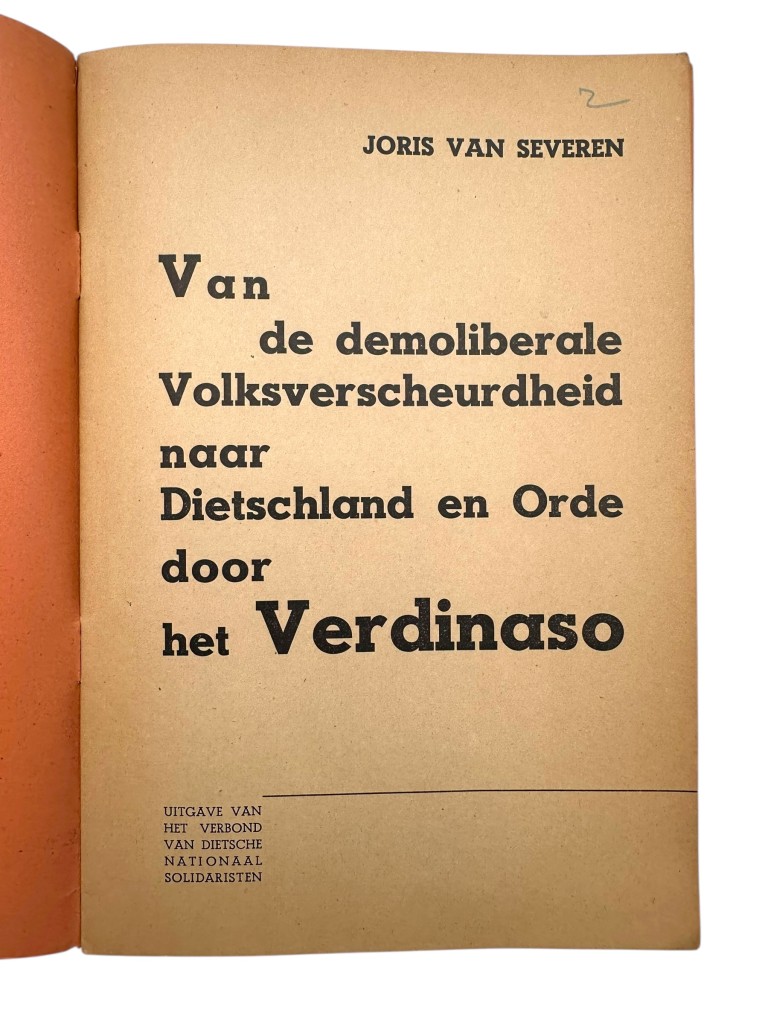 2
JORIS VAN SEVEREN
Van
de demoliberale
Volksverscheurdheid
naar
Dietschland en Orde
door
het Verdinaso
UITGAVE VAN
HET VERBOND
VAN DIETSCHE
NATIONAAL
SOLIDARISTEN